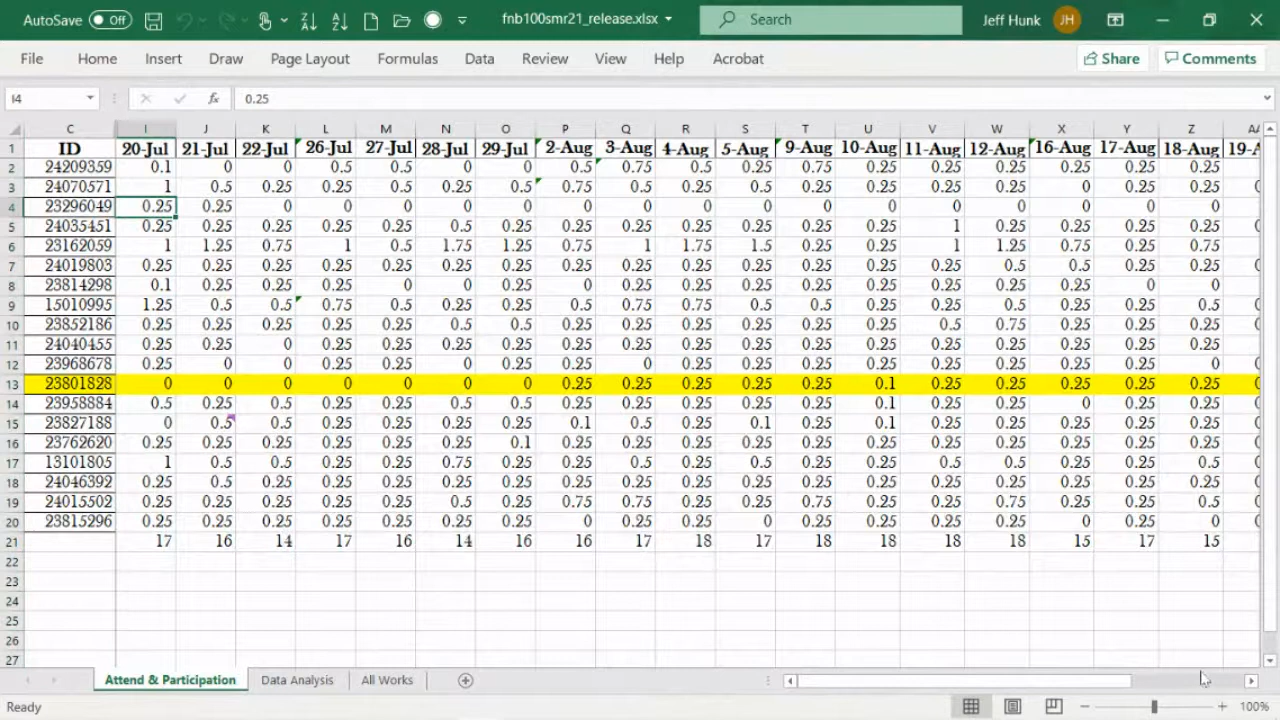 AutoSave Off fnb100smr21_release.xlsx Search Jeff Hunk JH
File Home Insert Draw Page Layout Formulas Data Review View Help Acrobat Share Comments
I4 fx 0.25
C I J K L M N O P Q R S T U V W X Y Z AA
1 ID 20-Jul 21-Jul 22-Jul 26-Jul 27-Jul 28-Jul 29-Jul 2-Aug 3-Aug 4-Aug 5-Aug 9-Aug 10-Aug 11-Aug 12-Aug 16-Aug 17-Aug 18-Aug 19-A
2 24209359 0.1 0 0 0.5 0.5 0 0 0.5 0.75 0.5 0.25 0.75 0.25 0.25 0.25 0.25 0.25 0.25
3 24070571 1 0.5 0.25 0.25 0.5 0.25 0.5 0.75 0.5 0.25 0.5 0.25 0.25 0.25 0.25 0 0.25 0.25
4 23296049 0.25 0.25 0 0 0 0 0 0 0 0 0 0 0 0 0 0 0 0
5 24035451 0.25 0.25 0.25 0.25 0.25 0.5 0.25 0.25 0.25 0.25 0.25 0.25 0.25 1 0.25 0.25 0.25 0.25
6 23162059 1 1.25 0.75 1 0.5 1.75 1.25 0.75 1 1.75 1.5 0.25 0.25 1 1.25 0.75 0.25 0.75
7 24019803 0.25 0.25 0.25 0.25 0.25 0.25 0.25 0.25 0.25 0.25 0.25 0.25 0.25 0.25 0.5 0.5 0.25 0.25
8 23814298 0.1 0.25 0.25 0.25 0 0 0.25 0 0.25 0.25 0.25 0.25 0.25 0.25 0.25 0.25 0 0
9 15010995 1.25 0.5 0.5 0.75 0.5 0.25 0.25 0.5 0.75 0.75 0.5 0.5 0.25 0.25 0.5 0.25 0.25 0.5
10 23852186 0.25 0.25 0.25 0.25 0.25 0.5 0.5 0.25 0.25 0.25 0.25 0.25 0.25 0.5 0.75 0.25 0.25 0.25
11 24040455 0.25 0.25 0 0.25 0.25 0.25 0.25 0.25 0.25 0.25 0.25 0.25 0.25 0.25 0.25 0.25 0.25 0.25
12 23968678 0.25 0 0 0.25 0.25 0 0.25 0.25 0 0.25 0.25 0.25 0.25 0.25 0.25 0.25 0.25 0
13 23801828 0 0 0 0 0 0 0 0.25 0.25 0.25 0.25 0.25 0.1 0.25 0.25 0.25 0.25 0.25
14 23958884 0.5 0.25 0.5 0.25 0.25 0.5 0.5 0.25 0.25 0.25 0.25 0.25 0.1 0.25 0.25 0 0.25 0.25
15 23827188 0 0.5 0.5 0.25 0.25 0.25 0.25 0.1 0.5 0.25 0.1 0.25 0.1 0.25 0.25 0.25 0.25 0.25
16 23762620 0.25 0.25 0.25 0.25 0.25 0.25 0.1 0.25 0.25 0.25 0.25 0.25 0.25 0.25 0.25 0.25 0.25 0.25
17 13101805 1 0.5 0.5 0.25 0.25 0.75 0.25 0.25 0.5 0.25 0.5 0.25 0.25 0.5 0.5 0.25 0.25 0.5
18 24046392 0.25 0.5 0.25 0.25 0.25 0.25 0.25 0.25 0.25 0.25 0.25 0.25 0.25 0.25 0.25 0.25 0.25 0.25
19 24015502 0.25 0.25 0.25 0.25 0.25 0.5 0.25 0.75 0.75 0.25 0.25 0.75 0.25 0.25 0.75 0.25 0.25 0.5
20 23815296 0.25 0.25 0.25 0.25 0.25 0.25 0.25 0 0.25 0.25 0 0.25 0.25 0.25 0.25 0 0.25 0
21 17 16 14 17 16 14 16 16 17 18 17 18 18 18 18 15 17 15
22
23
24
25
26
27
Attend & Participation Data Analysis All Works
Ready 100%